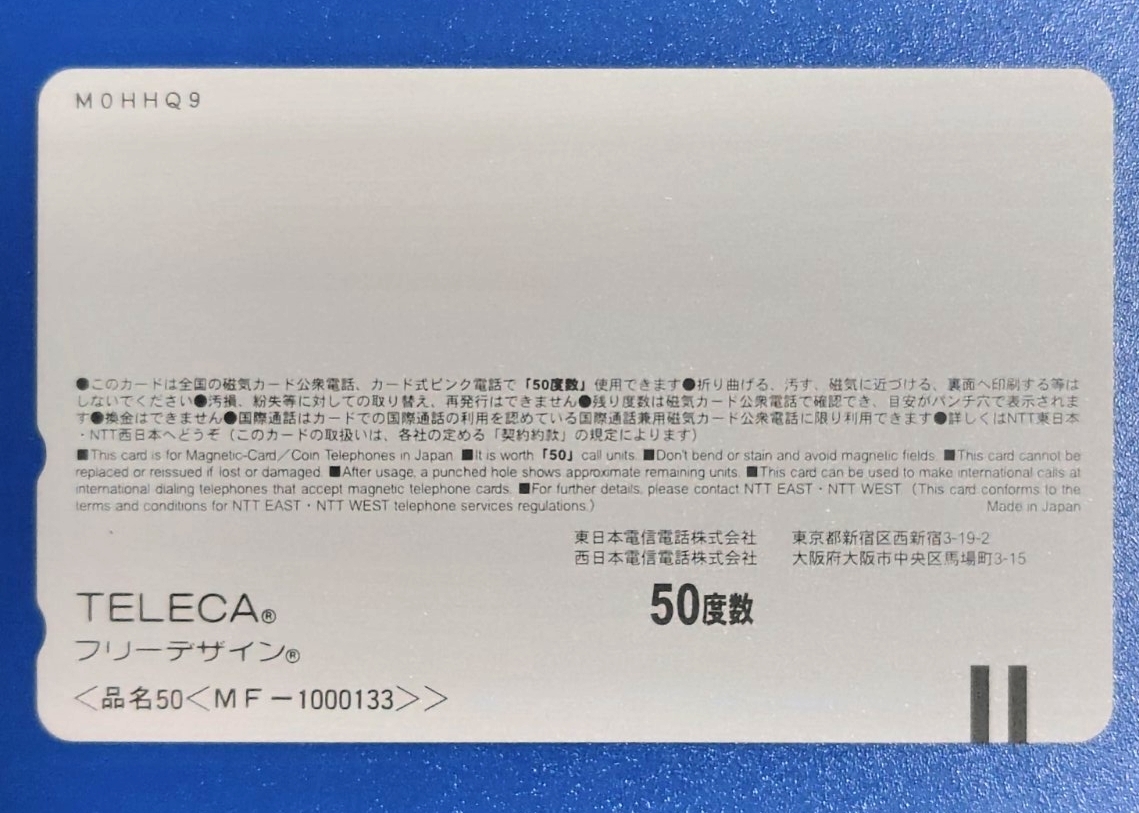 M0HHQ9
●このカードは全国の磁気カード公衆電話、カード式ピンク電話で「50度数」使用できます●折り曲げる、汚す、磁気に近づける、裏面へ印刷する等は
しないでください●汚損、紛失等に対しての取り替え、再発行はできません●残り度数は磁気カード公衆電話で確認でき、目安がパンチ穴で表示されま
す●換金はできません●国際通話はカードでの国際通話の利用を認めている国際通話兼用磁気カード公衆電話に限り利用できます●詳しくはNTT東日本
・NTT西日本へどうぞ（このカードの取扱いは、各社の定める「契約約款」の規定によります）
■This card is for Magnetic-Card／Coin Telephones in Japan. ■It is worth「50」call units. ■Don't bend or stain and avoid magnetic fields. ■This card cannot be
replaced or reissued if lost or damaged. ■After usage, a punched hole shows approximate remaining units. ■This card can be used to make international calls at
international dialing telephones that accept magnetic telephone cards. ■For further details, please contact NTT EAST・NTT WEST（This card conforms to the
terms and conditions for NTT EAST・NTT WEST telephone services regulations.） Made in Japan
東日本電信電話株式会社 東京都新宿区西新宿3-19-2
西日本電信電話株式会社 大阪府大阪市中央区馬場町3-15
50度数
TELECA®
フリーデザイン®
＜品名50＜MF－1000133＞＞